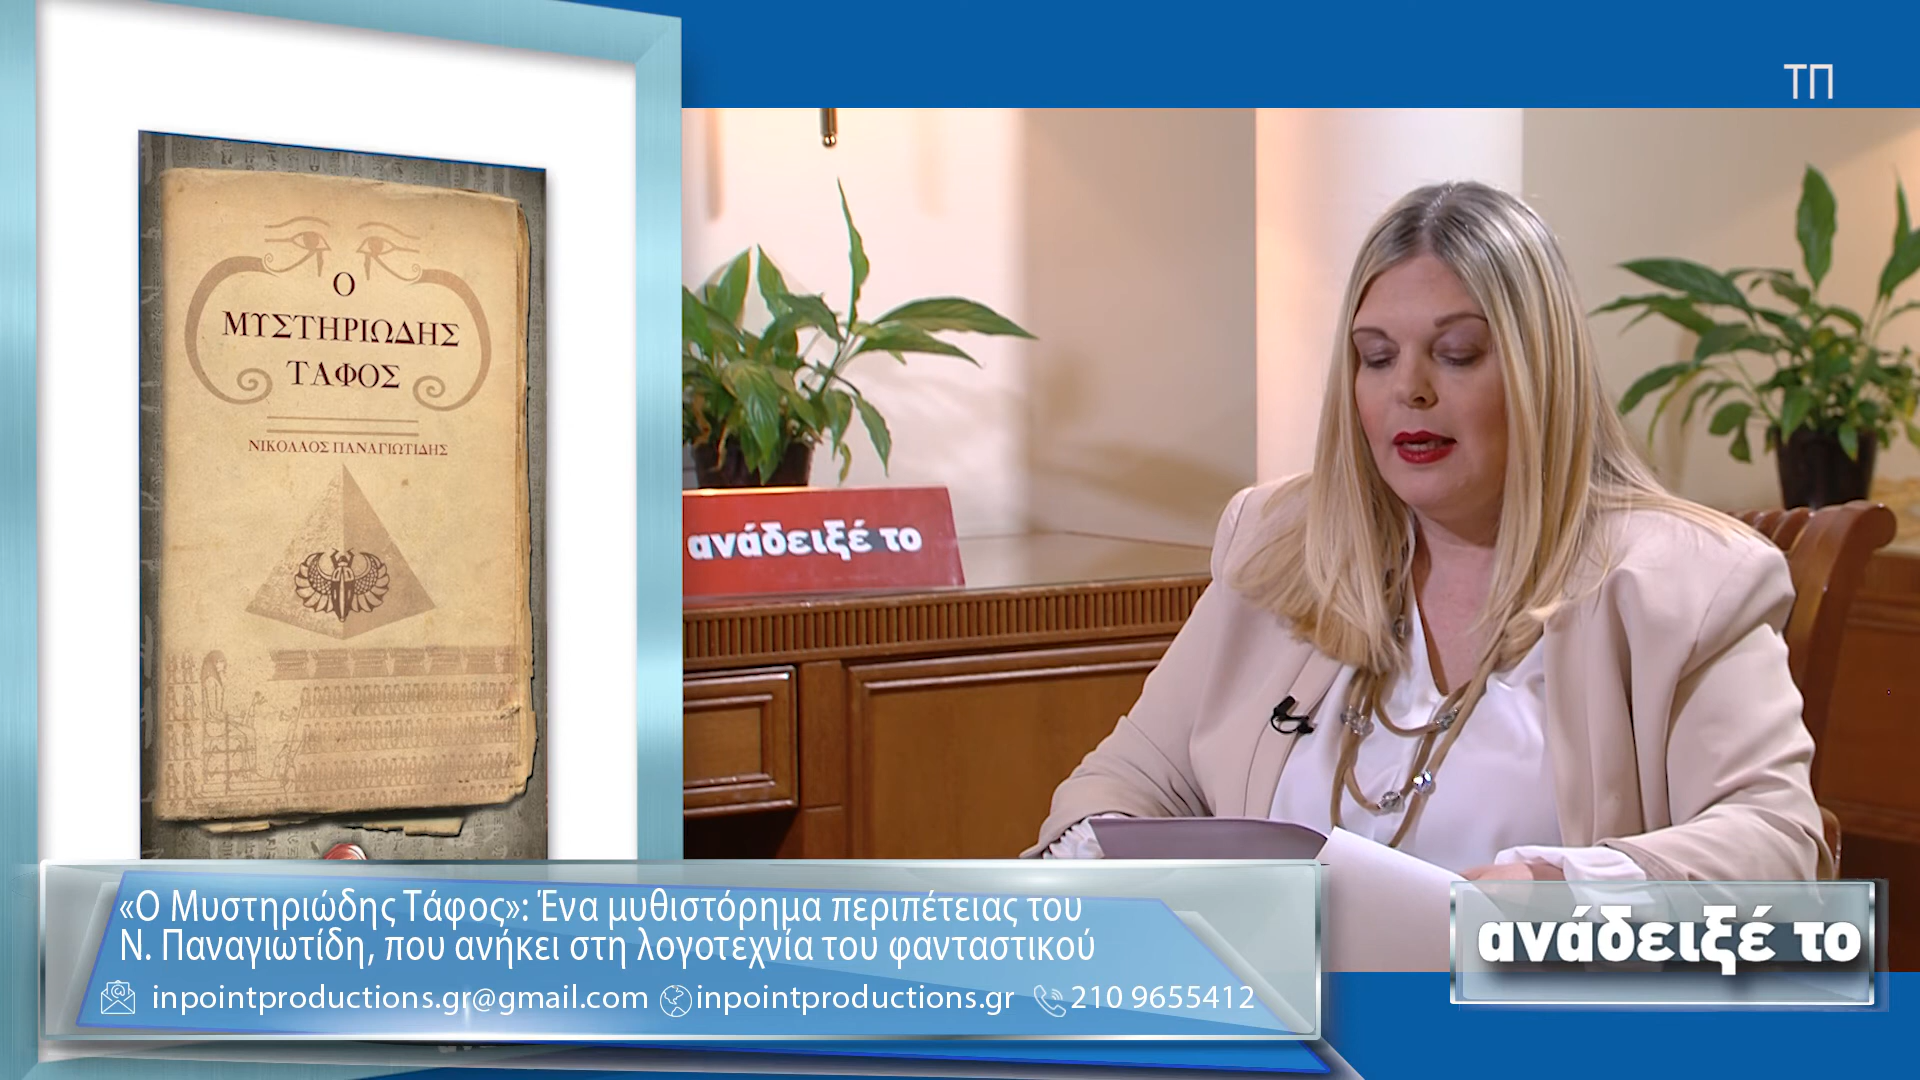 ΤΠ
Ο
ΜΥΣΤΗΡΙΩΔΗΣ
ΤΑΦΟΣ
ΝΙΚΟΛΑΟΣ ΠΑΝΑΓΙΩΤΙΔΗΣ
ανάδειξέ το
«Ο Μυστηριώδης Τάφος»: Ένα μυθιστόρημα περιπέτειας του
Ν. Παναγιωτίδη, που ανήκει στη λογοτεχνία του φανταστικού
inpointproductions.gr@gmail.com inpointproductions.gr 210 9655412
ανάδειξέ το